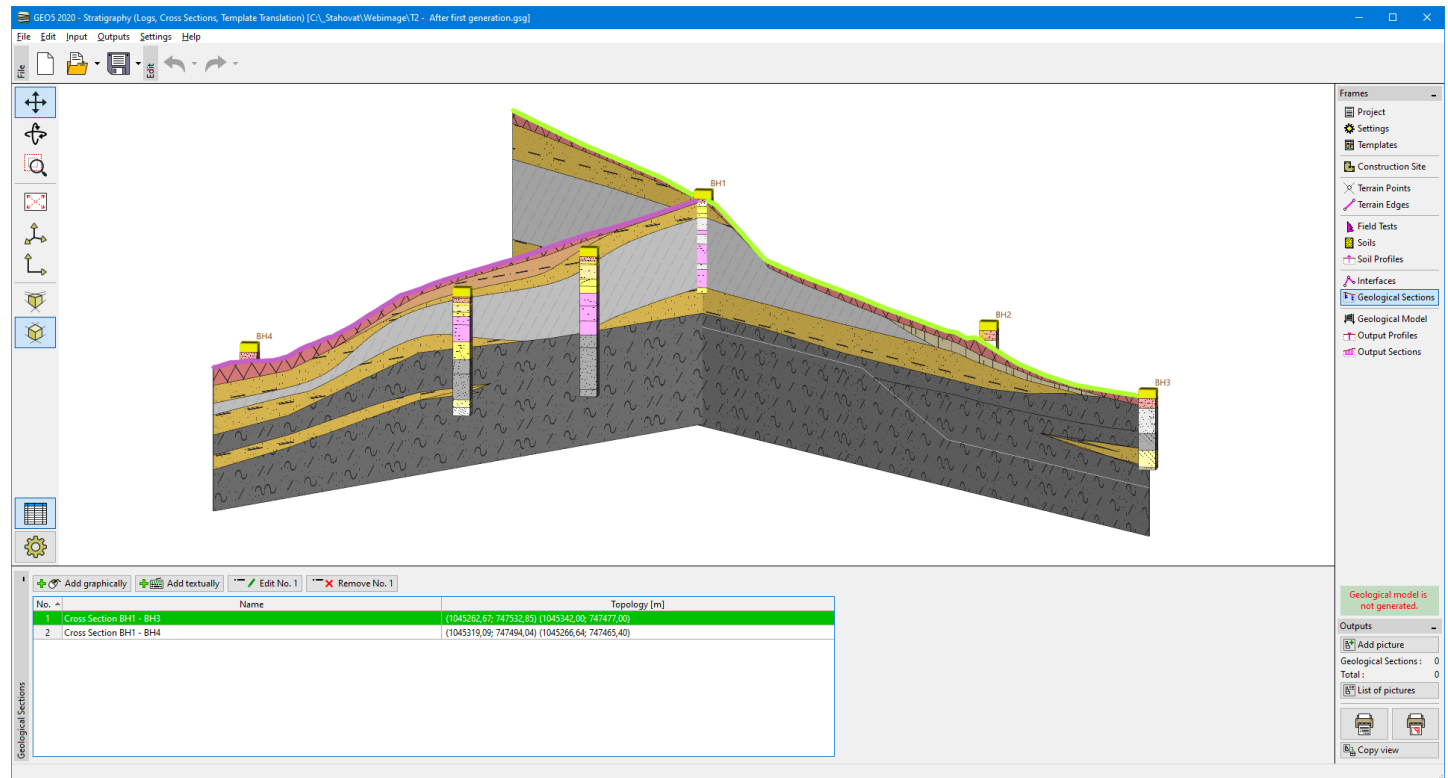 GEO5 2020 - Stratigraphy (Logs, Cross Sections, Template Translation) [C:\_Stahovat\Webimage\T2 - After first generation.gsg]
File Edit Input Outputs Settings Help
File
Edit
BH1
BH2
BH3
BH4
Frames
Project
Settings
Templates
Construction Site
Terrain Points
Terrain Edges
Field Tests
Soils
Soil Profiles
Interfaces
Geological Sections
Geological Model
Output Profiles
Output Sections
Geological model is
not generated.
Outputs
Add picture
Geological Sections : 0
Total : 0
List of pictures
Copy view
Geological Sections
Add graphically Add textually Edit No. 1 Remove No. 1
No. Name Topology [m]
1 Cross Section BH1 - BH3 (1045262,67; 747532,85) (1045342,00; 747477,00)
2 Cross Section BH1 - BH4 (1045319,09; 747494,04) (1045266,64; 747465,40)